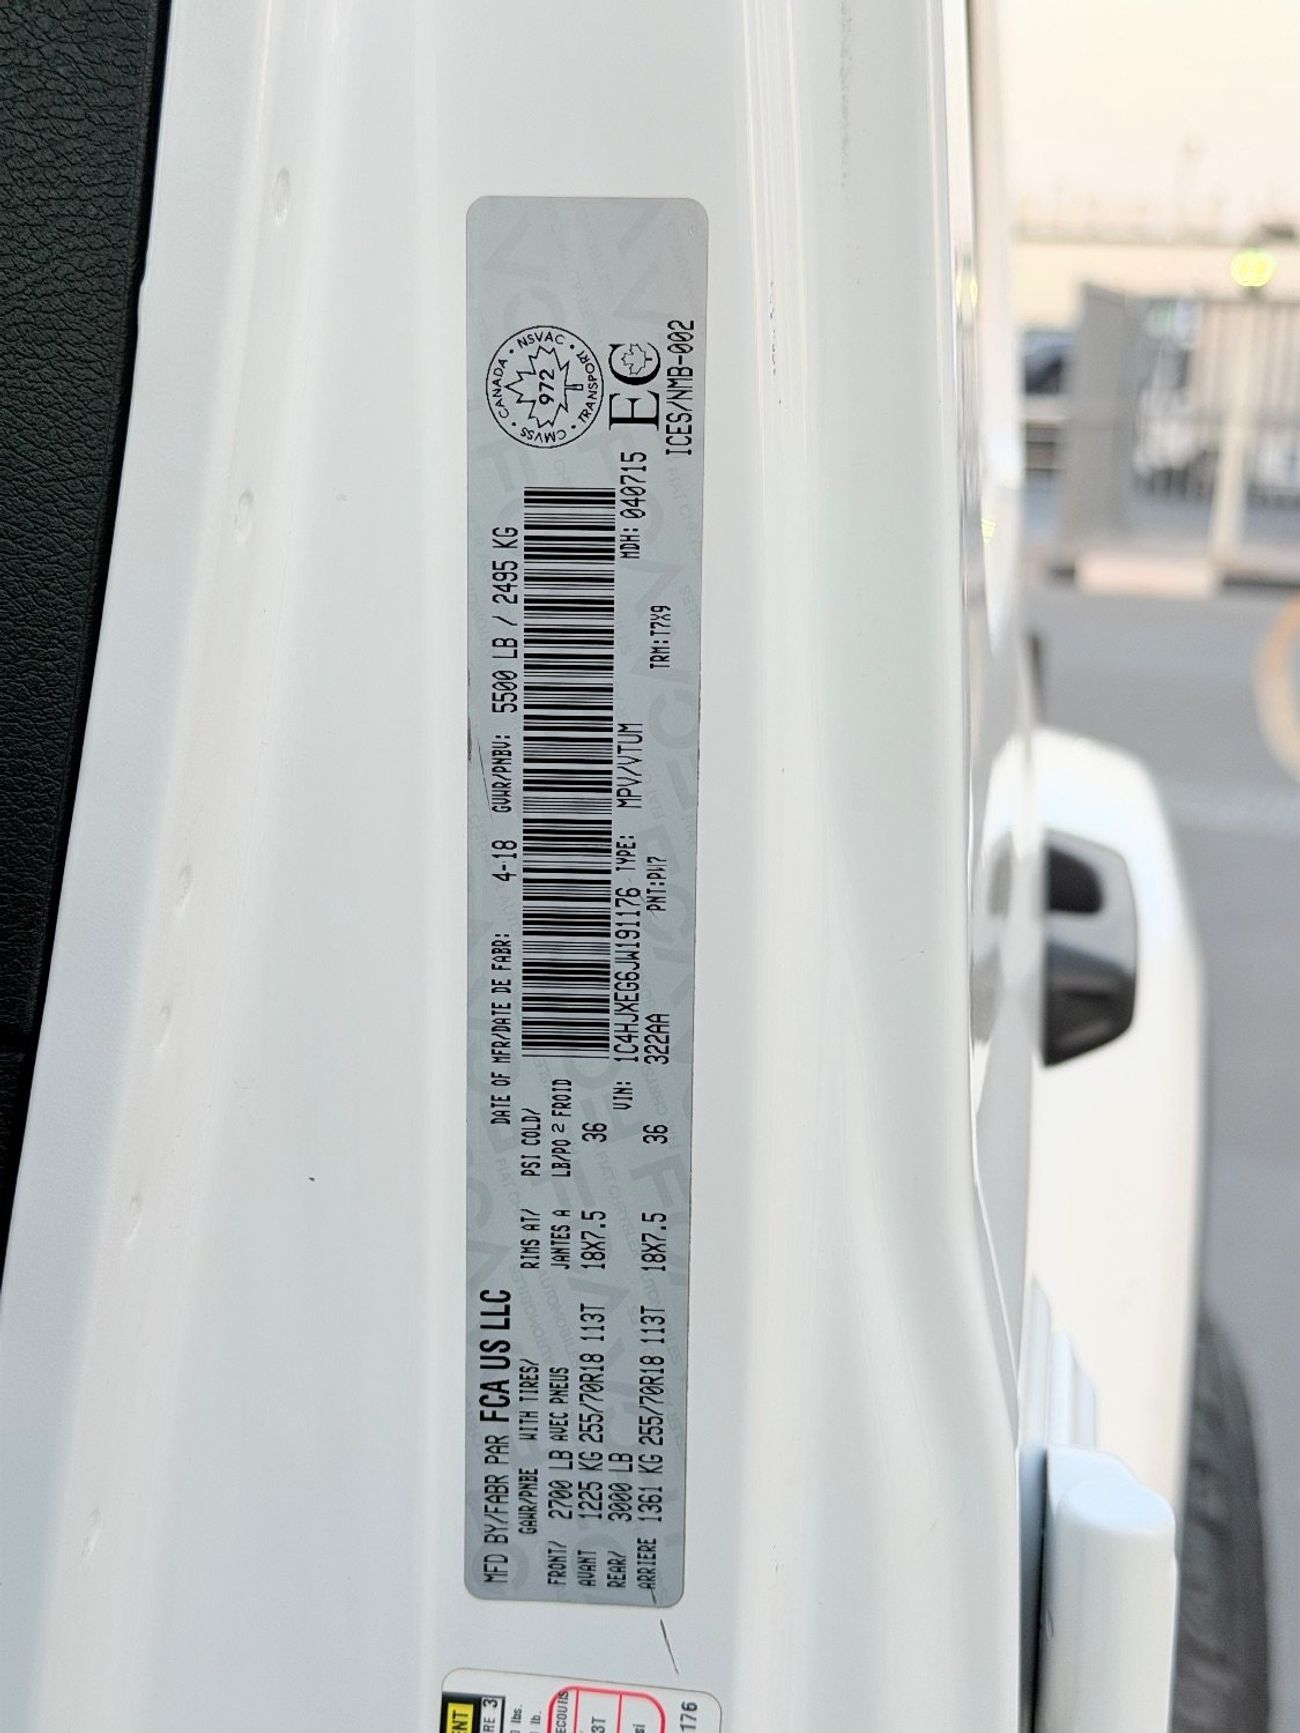 MFD BY/FABR PAR FCA US LLC
DATE OF MFR/DATE DE FABR: 4-18 GVWR/PNBV: 5500 LB / 2495 KG
GAWR/PNBE WITH TIRES/ RIMS AT/ PSI COLD/
FRONT/ 2700 LB AVEC PNEUS JANTES A LB/PO 2 FROID
AVANT 1225 KG 255/70R18 113T 18X7.5 36
REAR/ 3000 LB
ARRIERE 1361 KG 255/70R18 113T 18X7.5 36
VIN: 1C4HJXEG6JW191176 TYPE: MPV/VTUM MDH: 040715
322AA PNT:PW7 TRM:T7X9
CANADA • NSVAC • TRANSPORT • CMVSS •
972
EC
ICES/NMB-002
176